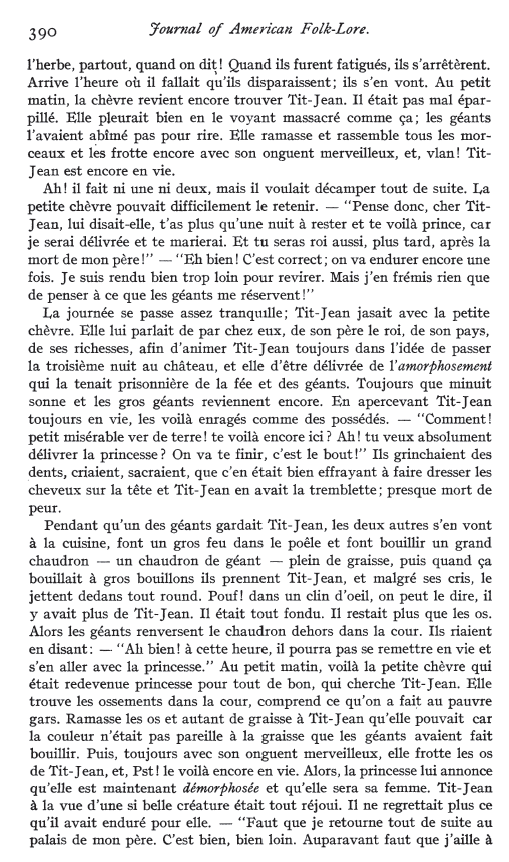 390 Journal of American Folk-Lore.
l'herbe, partout, quand on dit! Quand ils furent fatigués, ils s'arrêtèrent.
Arrive l'heure où il fallait qu'ils disparaissent; ils s'en vont. Au petit
matin, la chèvre revient encore trouver Tit-Jean. Il était pas mal épar-
pillé. Elle pleurait bien en le voyant massacré comme ça; les géants
l'avaient abîmé pas pour rire. Elle ramasse et rassemble tous les mor-
ceaux et les frotte encore avec son onguent merveilleux, et, vlan! Tit-
Jean est encore en vie.
Ah! il fait ni une ni deux, mais il voulait décamper tout de suite. La
petite chèvre pouvait difficilement le retenir. — "Pense donc, cher Tit-
Jean, lui disait-elle, t'as plus qu'une nuit à rester et te voilà prince, car
je serai délivrée et te marierai. Et tu seras roi aussi, plus tard, après la
mort de mon père!" — "Eh bien! C'est correct; on va endurer encore une
fois. Je suis rendu bien trop loin pour revirer. Mais j'en frémis rien que
de penser à ce que les géants me réservent!"
La journée se passe assez tranquille; Tit-Jean jasait avec la petite
chèvre. Elle lui parlait de par chez eux, de son père le roi, de son pays,
de ses richesses, afin d'animer Tit-Jean toujours dans l'idée de passer
la troisième nuit au château, et elle d'être délivrée de l'amorphosement
qui la tenait prisonnière de la fée et des géants. Toujours que minuit
sonne et les gros géants reviennent encore. En apercevant Tit-Jean
toujours en vie, les voilà enragés comme des possédés. — "Comment!
petit misérable ver de terre! te voilà encore ici? Ah! tu veux absolument
délivrer la princesse? On va te finir, c'est le bout!" Ils grinchaient des
dents, criaient, sacraient, que c'en était bien effrayant à faire dresser les
cheveux sur la tête et Tit-Jean en avait la tremblette; presque mort de
peur.
Pendant qu'un des géants gardait Tit-Jean, les deux autres s'en vont
à la cuisine, font un gros feu dans le poêle et font bouillir un grand
chaudron — un chaudron de géant — plein de graisse, puis quand ça
bouillait à gros bouillons ils prennent Tit-Jean, et malgré ses cris, le
jettent dedans tout round. Pouf! dans un clin d'oeil, on peut le dire, il
y avait plus de Tit-Jean. Il était tout fondu. Il restait plus que les os.
Alors les géants renversent le chaudron dehors dans la cour. Ils riaient
en disant: — "Ah bien! à cette heure, il pourra pas se remettre en vie et
s'en aller avec la princesse." Au petit matin, voilà la petite chèvre qui
était redevenue princesse pour tout de bon, qui cherche Tit-Jean. Elle
trouve les ossements dans la cour, comprend ce qu'on a fait au pauvre
gars. Ramasse les os et autant de graisse à Tit-Jean qu'elle pouvait car
la couleur n'était pas pareille à la graisse que les géants avaient fait
bouillir. Puis, toujours avec son onguent merveilleux, elle frotte les os
de Tit-Jean, et, Pst! le voilà encore en vie. Alors, la princesse lui annonce
qu'elle est maintenant démorphosée et qu'elle sera sa femme. Tit-Jean
à la vue d'une si belle créature était tout réjoui. Il ne regrettait plus ce
qu'il avait enduré pour elle. — "Faut que je retourne tout de suite au
palais de mon père. C'est bien, bien loin. Auparavant faut que j'aille à